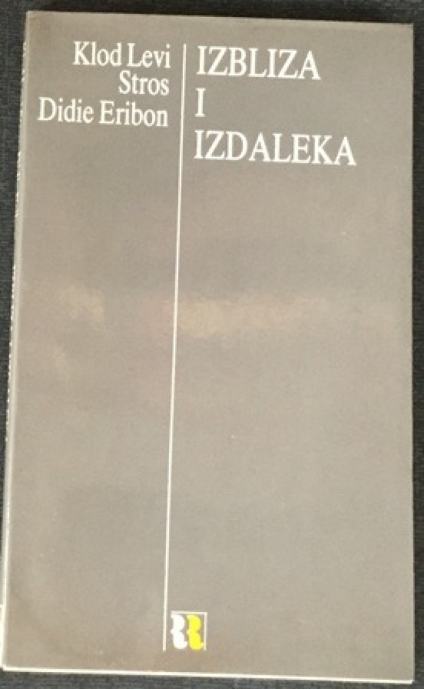 Klod Levi
Stros
Didie Eribon
IZBLIZA
I
IZDALEKA